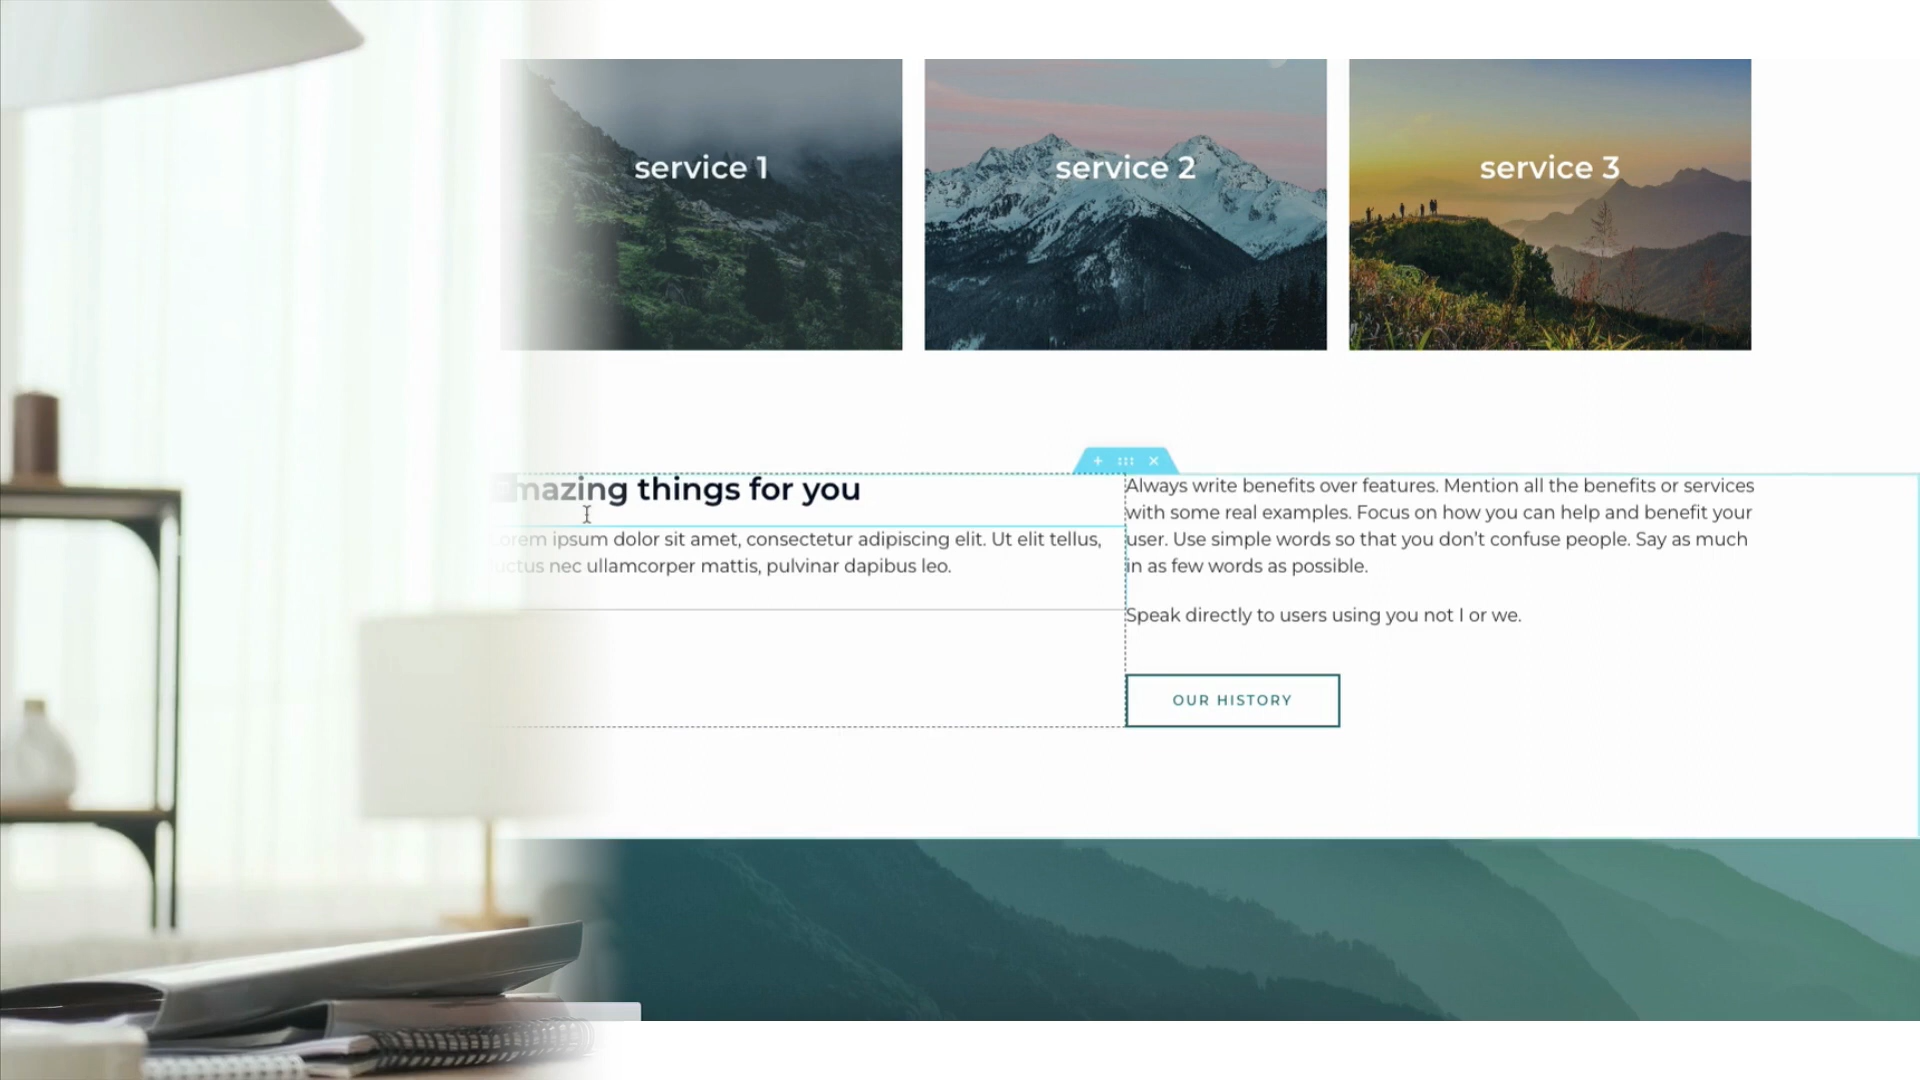 service 1
service 2
service 3
Amazing things for you
Lorem ipsum dolor sit amet, consectetur adipiscing elit. Ut elit tellus,
luctus nec ullamcorper mattis, pulvinar dapibus leo.
Always write benefits over features. Mention all the benefits or services
with some real examples. Focus on how you can help and benefit your
user. Use simple words so that you don't confuse people. Say as much
in as few words as possible.
Speak directly to users using you not I or we.
OUR HISTORY